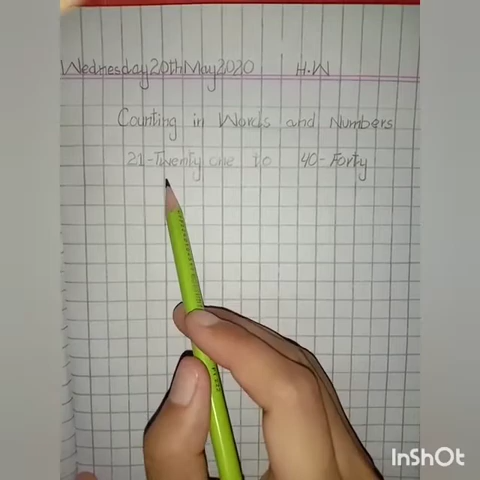 Wednesday 20th May 2020 H.W
Counting in Words and Numbers
21-Twenty one to 40-Forty
InShOt